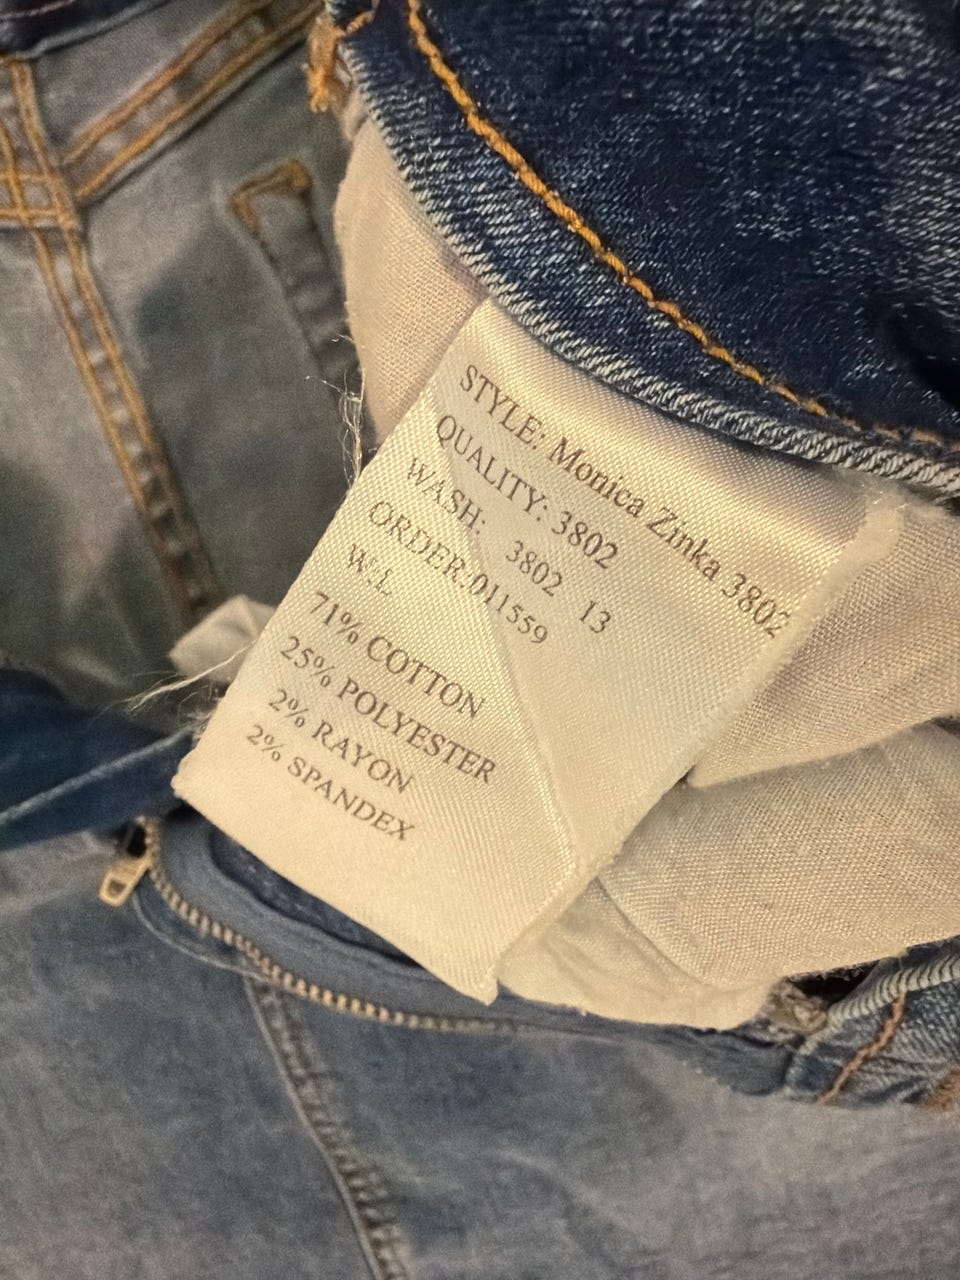 STYLE: Monica Zinka 3802
QUALITY: 3802
WASH: 3802 13
ORDER:011559
W:L
71% COTTON
25% POLYESTER
2% RAYON
2% SPANDEX